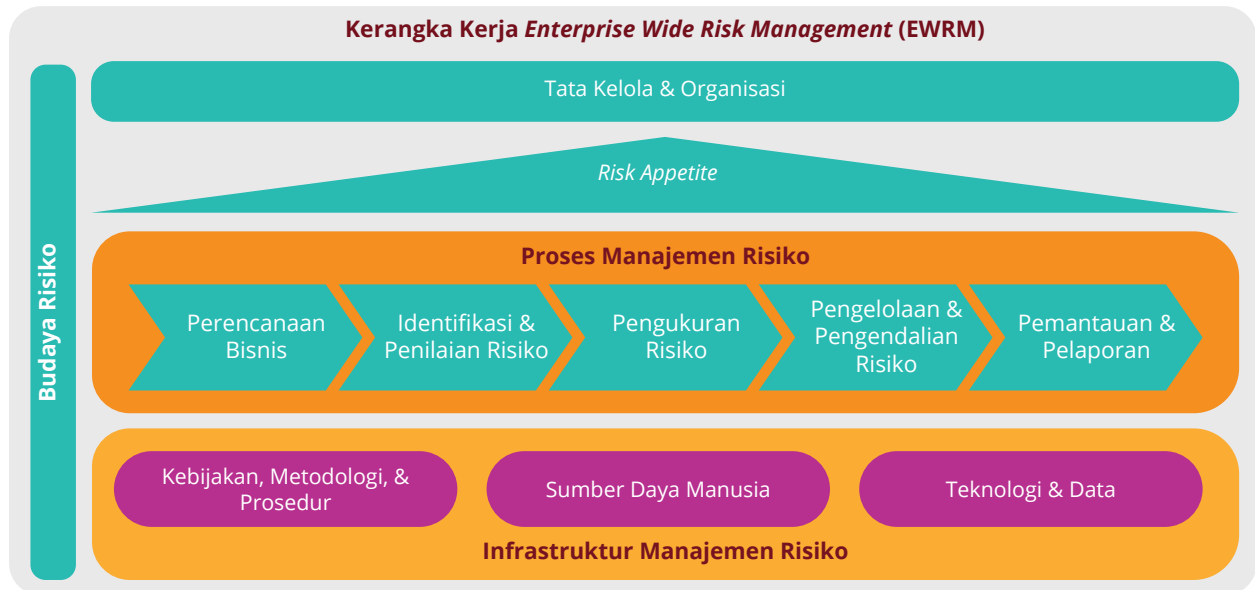 Kerangka Kerja Enterprise Wide Risk Management (EWRM)
Budaya Risiko
Tata Kelola & Organisasi
Risk Appetite
Proses Manajemen Risiko
Perencanaan
Bisnis
Identifikasi &
Penilaian Risiko
Pengukuran
Risiko
Pengelolaan &
Pengendalian
Risiko
Pemantauan &
Pelaporan
Kebijakan, Metodologi, &
Prosedur
Sumber Daya Manusia
Teknologi & Data
Infrastruktur Manajemen Risiko